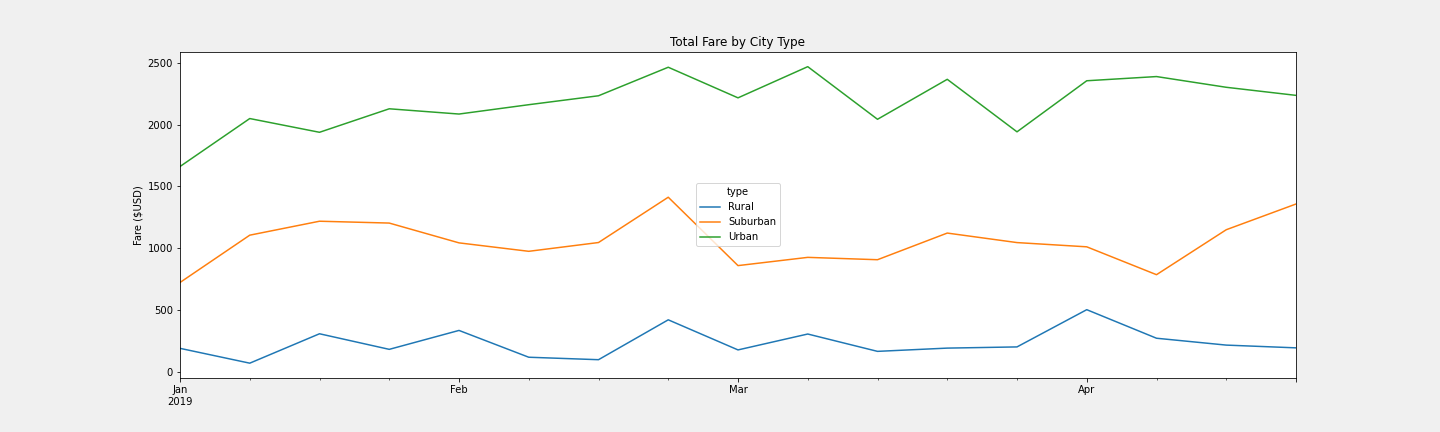 Total Fare by City Type
2500
2000
1500
1000
500
0
Fare ($USD)
type
Rural
Suburban
Urban
Jan
2019
Feb
Mar
Apr